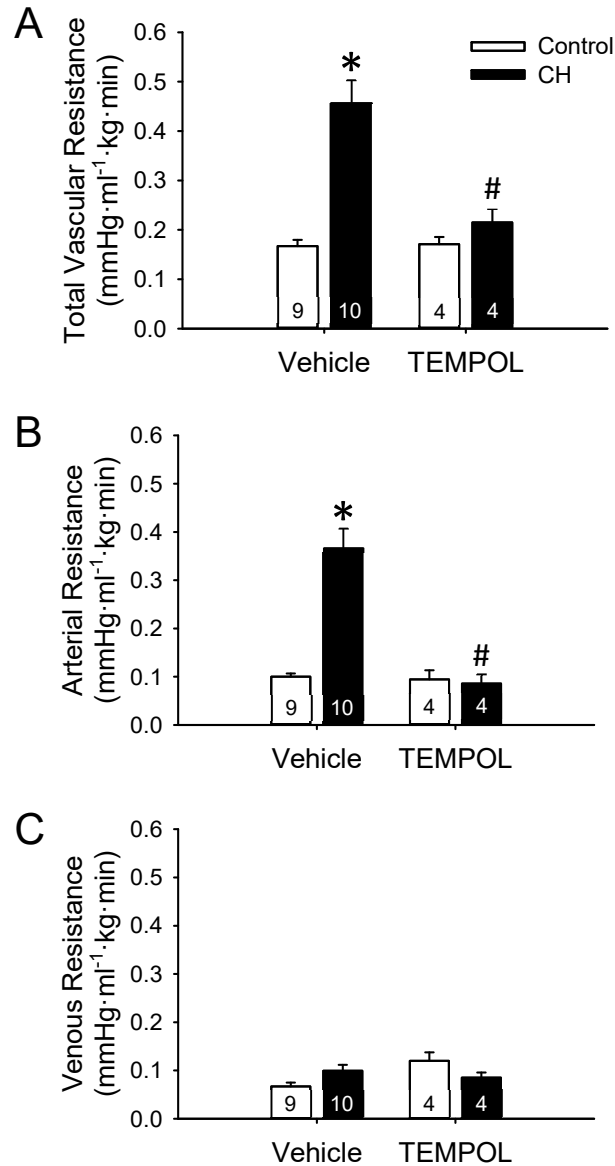 A
Total Vascular Resistance
(mmHg·ml⁻¹·kg·min)
0.6
0.5
0.4
0.3
0.2
0.1
0.0
Control
CH
*
#
9
10
4
4
Vehicle
TEMPOL
B
Arterial Resistance
(mmHg·ml⁻¹·kg·min)
0.6
0.5
0.4
0.3
0.2
0.1
0.0
*
#
9
10
4
4
Vehicle
TEMPOL
C
Venous Resistance
(mmHg·ml⁻¹·kg·min)
0.6
0.5
0.4
0.3
0.2
0.1
0.0
9
10
4
4
Vehicle
TEMPOL